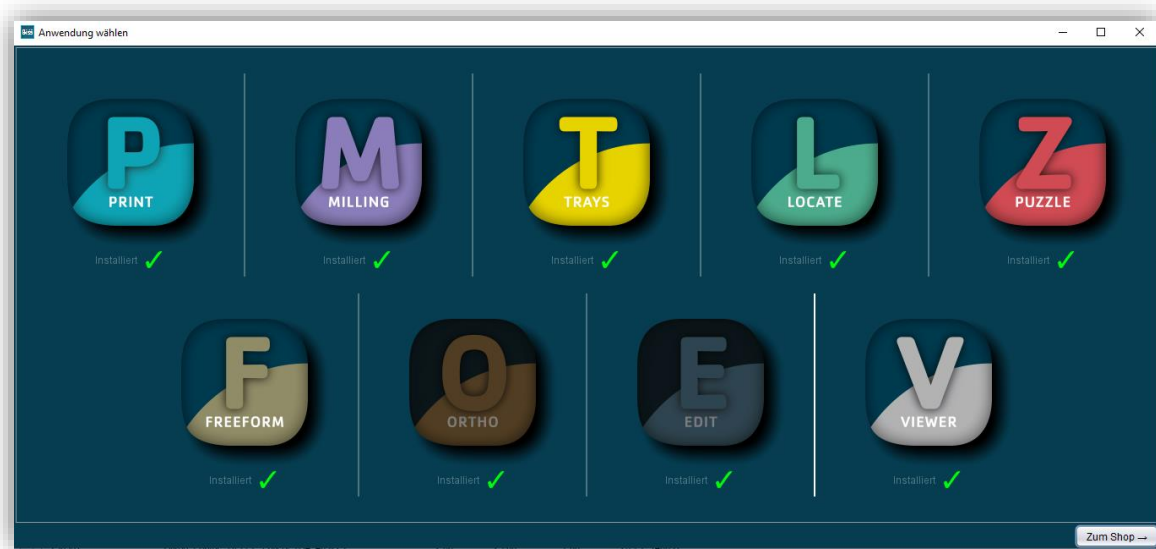 Anwendung wählen
P M T L Z
PRINT MILLING TRAYS LOCATE PUZZLE
Installiert ✓ Installiert ✓ Installiert ✓ Installiert ✓ Installiert ✓
F O E V
FREEFORM ORTHO EDIT VIEWER
Installiert ✓ Installiert ✓ Installiert ✓ Installiert ✓
Zum Shop →